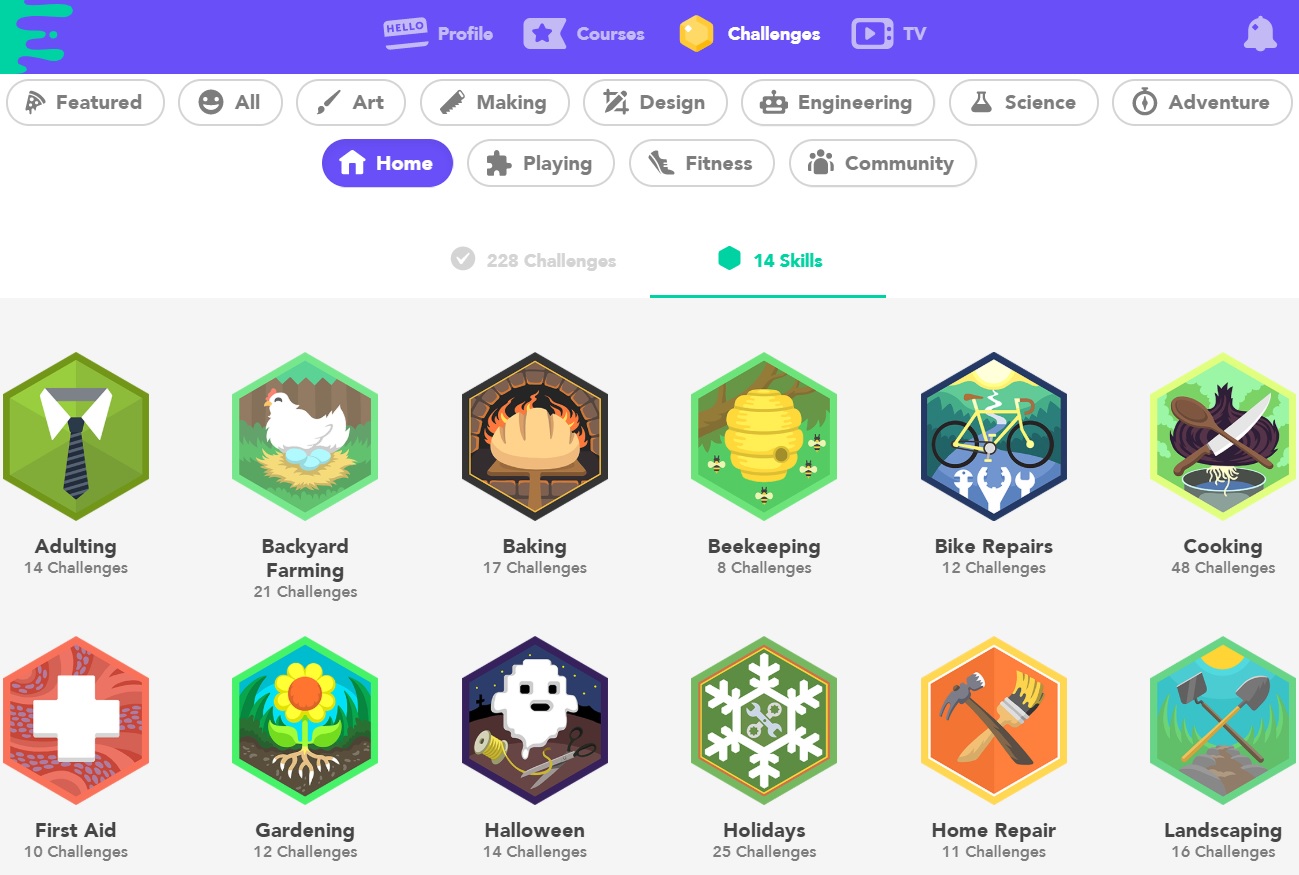 HELLO Profile Courses Challenges TV
Featured All Art Making Design Engineering Science Adventure
Home Playing Fitness Community
228 Challenges 14 Skills
Adulting
14 Challenges
Backyard
Farming
21 Challenges
Baking
17 Challenges
Beekeeping
8 Challenges
Bike Repairs
12 Challenges
Cooking
48 Challenges
First Aid
10 Challenges
Gardening
12 Challenges
Halloween
14 Challenges
Holidays
25 Challenges
Home Repair
11 Challenges
Landscaping
16 Challenges